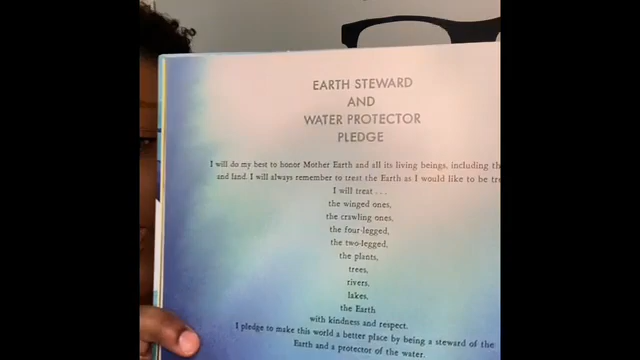 EARTH STEWARD
AND
WATER PROTECTOR
PLEDGE
I will do my best to honor Mother Earth and all its living beings, including
and land. I will always remember to treat the Earth as I would like to be
I will treat . . .
the winged ones,
the crawling ones,
the four-legged,
the two-legged,
the plants,
trees,
rivers,
lakes,
the Earth
with kindness and respect.
I pledge to make this world a better place by being a steward of the
Earth and a protector of the water.